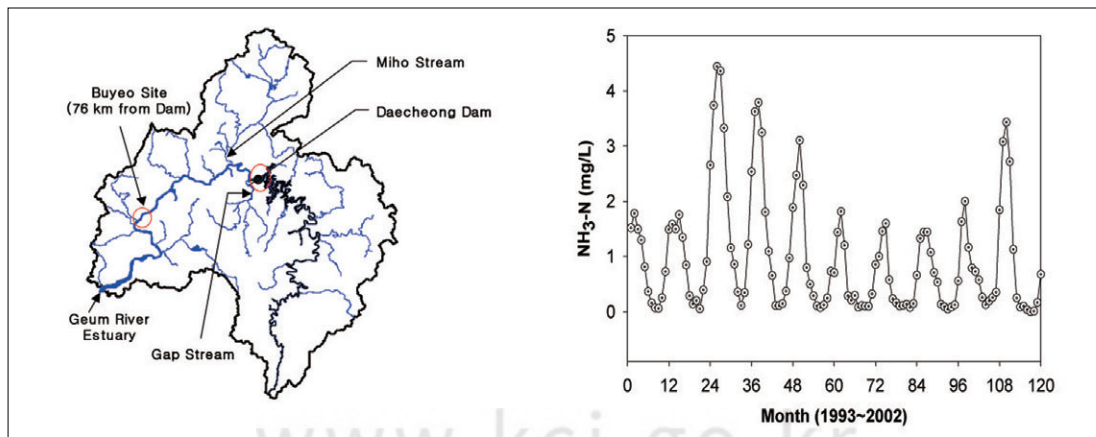 Miho Stream
Buyeo Site
(76 km from Dam)
Daecheong Dam
Geum River
Estuary
Gap Stream
NH3-N (mg/L)
5
4
3
2
1
0
0 12 24 36 48 60 72 84 96 108 120
Month (1993~2002)
www.kci.go.kr